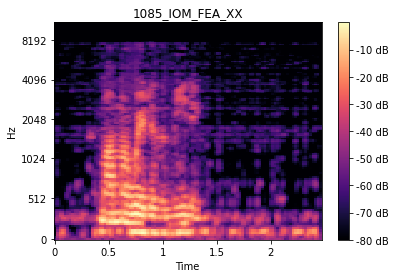 1085_IOM_FEA_XX
8192
4096
2048
1024
512
0
Hz
0
0.5
1
1.5
2
Time
-10 dB
-20 dB
-30 dB
-40 dB
-50 dB
-60 dB
-70 dB
-80 dB